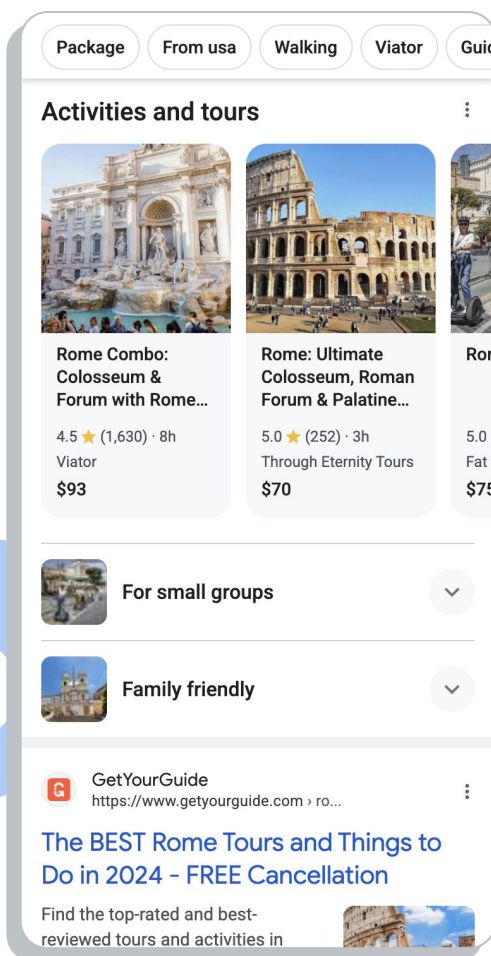 Package
From usa
Walking
Viator
Activities and tours
Rome Combo:
Colosseum &
Forum with Rome...
4.5 ★ (1,630) · 8h
Viator
$93
Rome: Ultimate
Colosseum, Roman
Forum & Palatine...
5.0 ★ (252) · 3h
Through Eternity Tours
$70
5.0
Fat
$75
For small groups
Family friendly
G
GetYourGuide
https://www.getyourguide.com › ro...
The BEST Rome Tours and Things to
Do in 2024 - FREE Cancellation
Find the top-rated and best-
reviewed tours and activities in